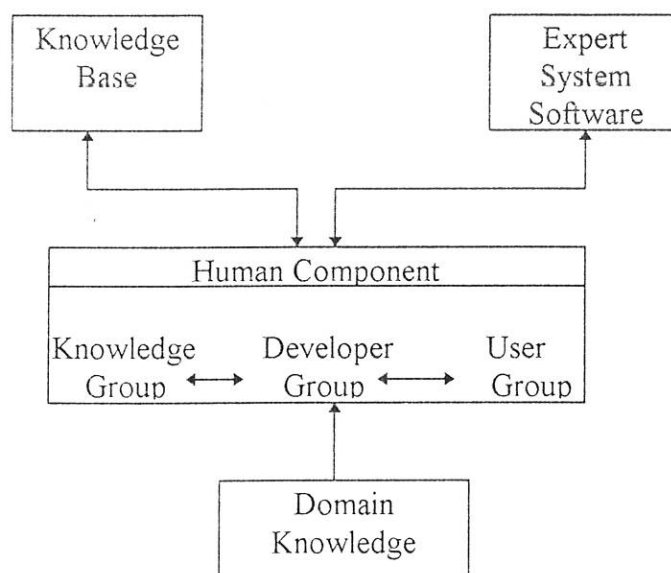 Knowledge
Base
Expert
System
Software
Human Component
Knowledge
Group
Developer
Group
User
Group
Domain
Knowledge